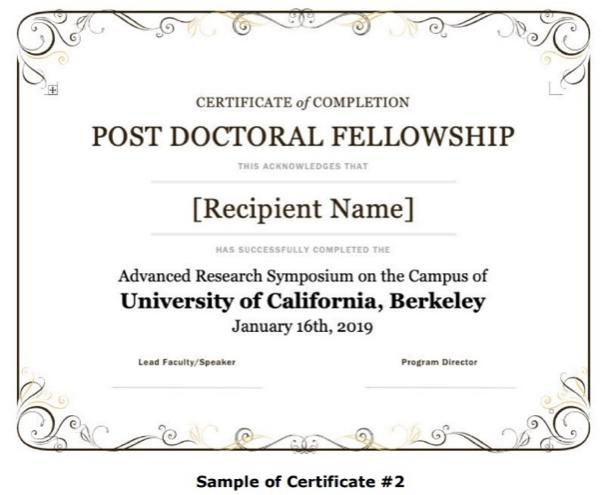 CERTIFICATE of COMPLETION
POST DOCTORAL FELLOWSHIP
THIS ACKNOWLEDGES THAT
[Recipient Name]
HAS SUCCESSFULLY COMPLETED THE
Advanced Research Symposium on the Campus of
University of California, Berkeley
January 16th, 2019
Lead Faculty/Speaker Program Director
Sample of Certificate #2